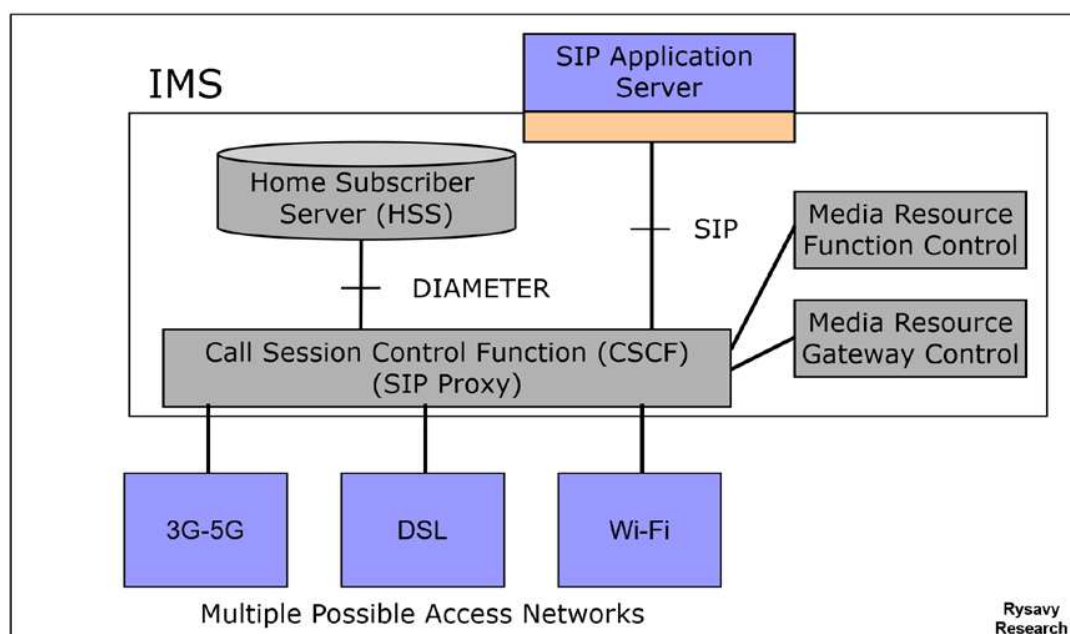 IMS
SIP Application
Server
Home Subscriber
Server (HSS)
SIP
Media Resource
Function Control
DIAMETER
Media Resource
Gateway Control
Call Session Control Function (CSCF)
(SIP Proxy)
3G-5G
DSL
Wi-Fi
Multiple Possible Access Networks
Rysavy
Research